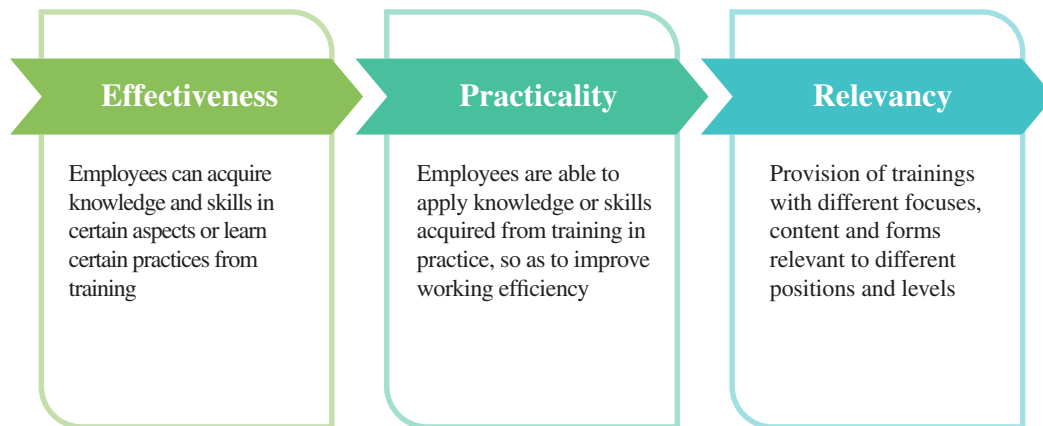 Effectiveness
Employees can acquire
knowledge and skills in
certain aspects or learn
certain practices from
training
Practicality
Employees are able to
apply knowledge or skills
acquired from training in
practice, so as to improve
working efficiency
Relevancy
Provision of trainings
with different focuses,
content and forms
relevant to different
positions and levels